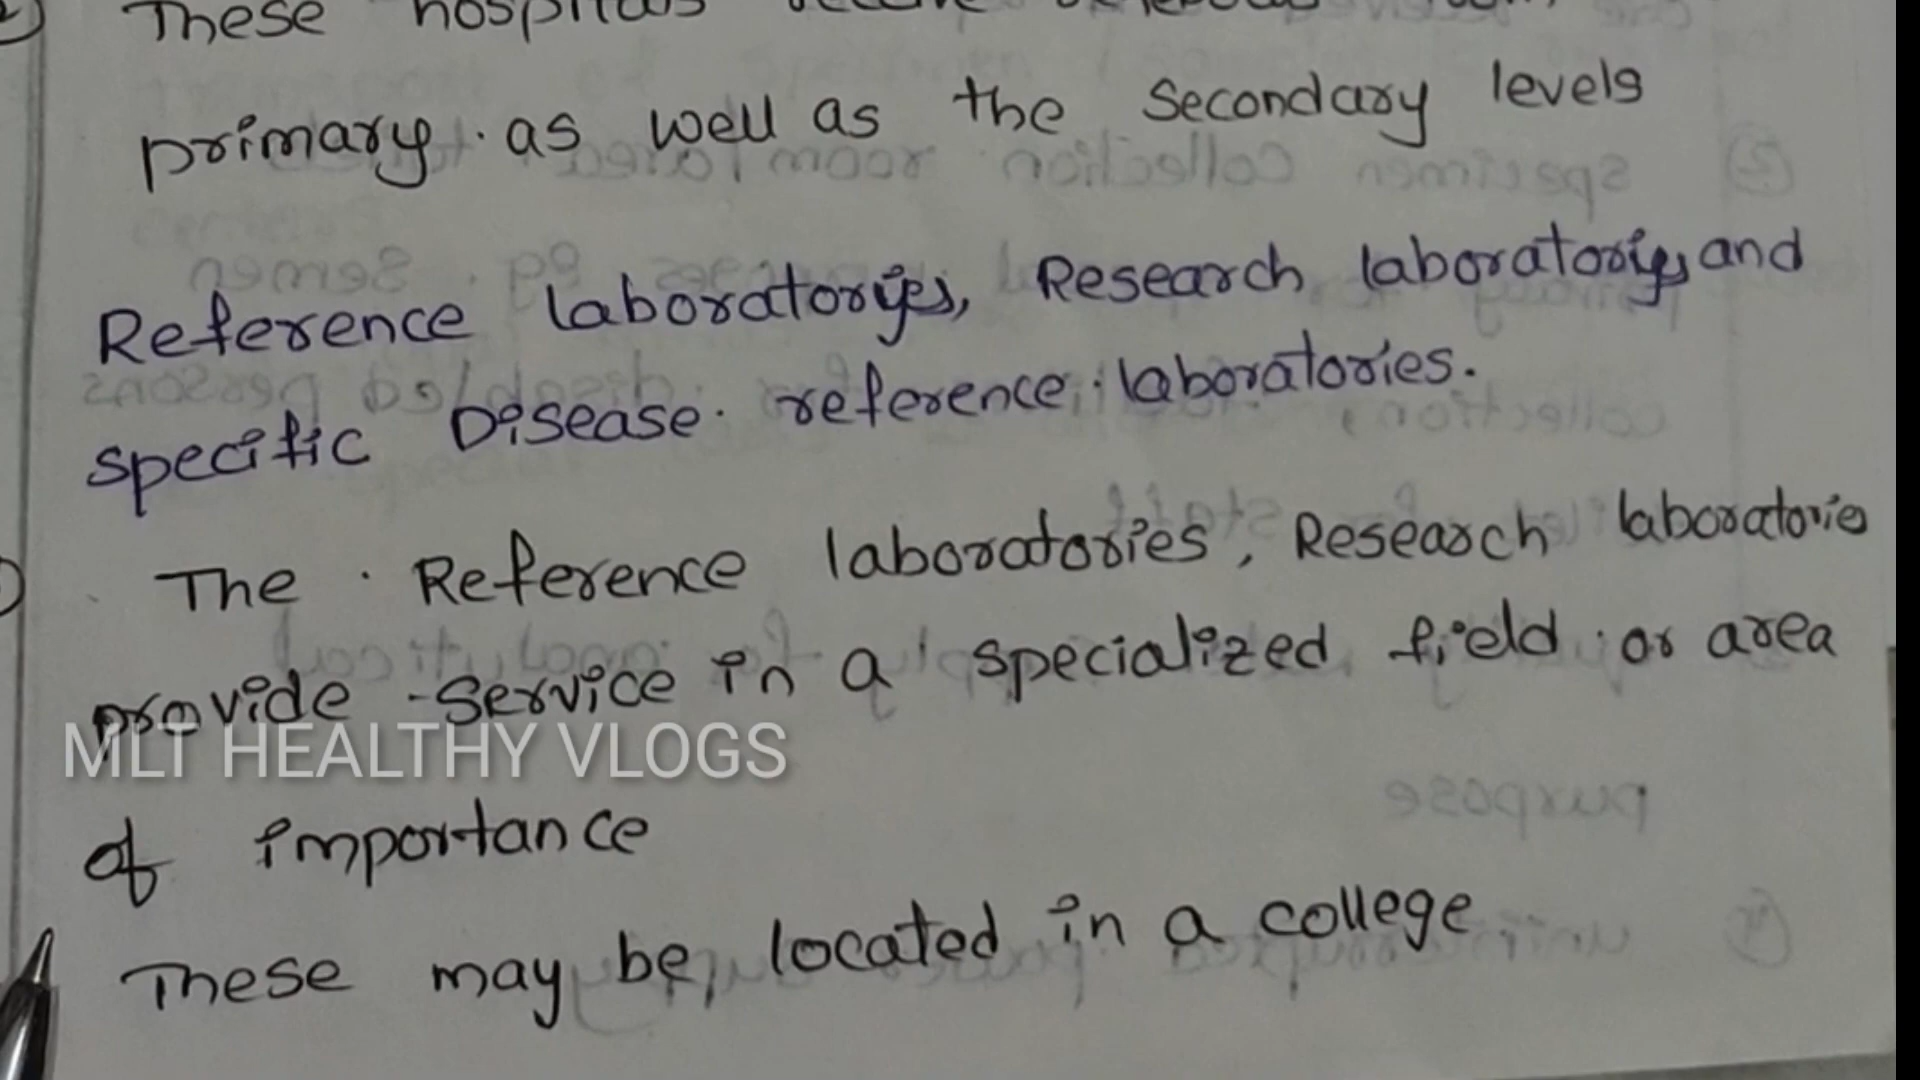 These hospitals
primary as well as the Secondary levels
Reference laboratories, Research laboratories and
specific Disease reference laboratories.
The Reference laboratories, Research laboratorie
provide Service in a specialized field or area
MLT HEALTHY VLOGS
of importance
These may be located in a college